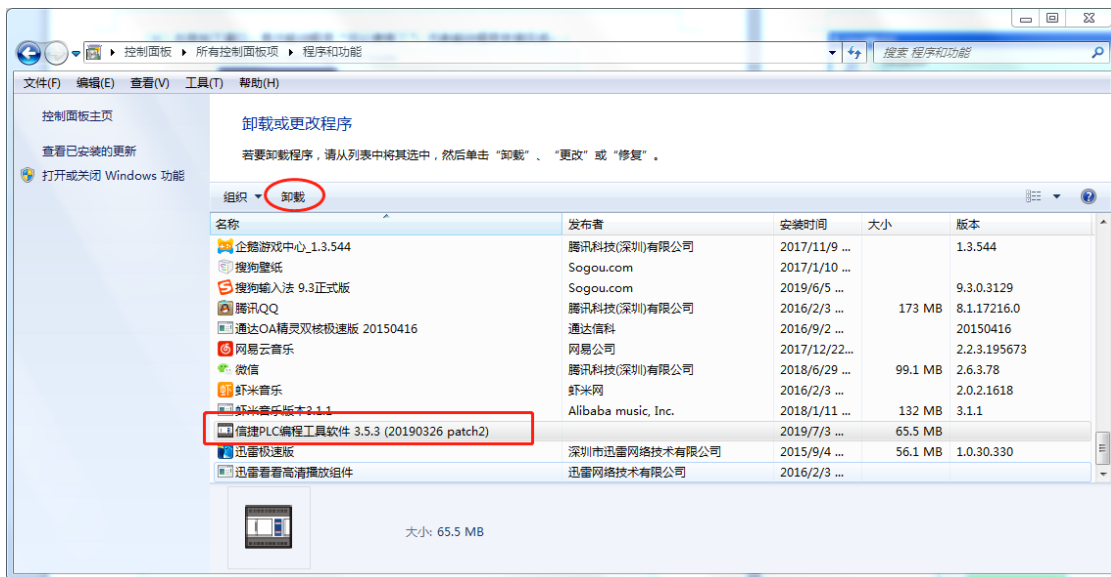 控制面板 ▸ 所有控制面板项 ▸ 程序和功能 搜索 程序和功能
文件(F) 编辑(E) 查看(V) 工具(T) 帮助(H)
控制面板主页
查看已安装的更新
打开或关闭 Windows 功能
卸载或更改程序
若要卸载程序，请从列表中将其选中，然后单击“卸载”、“更改”或“修复”。
组织 卸载
名称 发布者 安装时间 大小 版本
企鹅游戏中心_1.3.544 腾讯科技(深圳)有限公司 2017/11/9 ... 1.3.544
搜狗壁纸 Sogou.com 2017/1/10 ...
搜狗输入法 9.3正式版 Sogou.com 2019/6/5 ... 9.3.0.3129
腾讯QQ 腾讯科技(深圳)有限公司 2016/2/3 ... 173 MB 8.1.17216.0
通达OA精灵双核极速版 20150416 通达信科 2016/9/2 ... 20150416
网易云音乐 网易公司 2017/12/22... 2.2.3.195673
微信 腾讯科技(深圳)有限公司 2018/6/29 ... 99.1 MB 2.6.3.78
虾米音乐 虾米网 2016/2/3 ... 2.0.2.1618
虾米音乐版本3.1.1 Alibaba music, Inc. 2018/1/11 ... 132 MB 3.1.1
信捷PLC编程工具软件 3.5.3 (20190326 patch2) 2019/7/3 ... 65.5 MB
迅雷极速版 深圳市迅雷网络技术有限公司 2015/9/4 ... 56.1 MB 1.0.30.330
迅雷看看高清播放组件 迅雷网络技术有限公司 2016/2/3 ...
大小: 65.5 MB